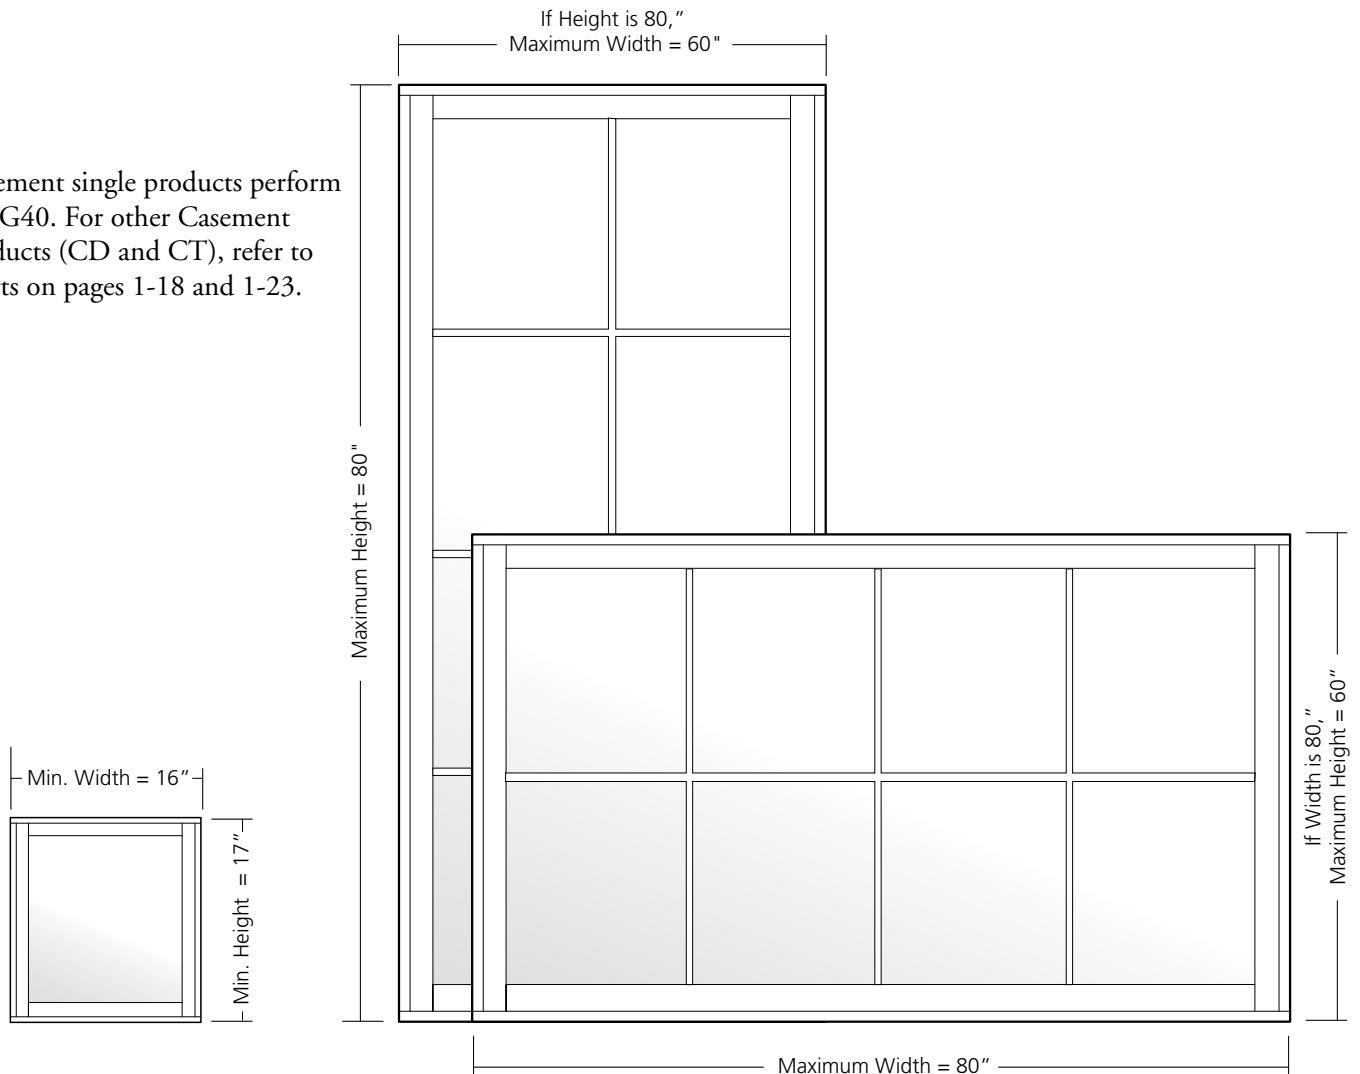 If Height is 80,”
Maximum Width = 60"
ement single products perform
G40. For other Casement
ducts (CD and CT), refer to
rts on pages 1-18 and 1-23.
Maximum Height = 80"
If Width is 80,”
Maximum Height = 60”
Min. Width = 16”
Min. Height = 17”
Maximum Width = 80”